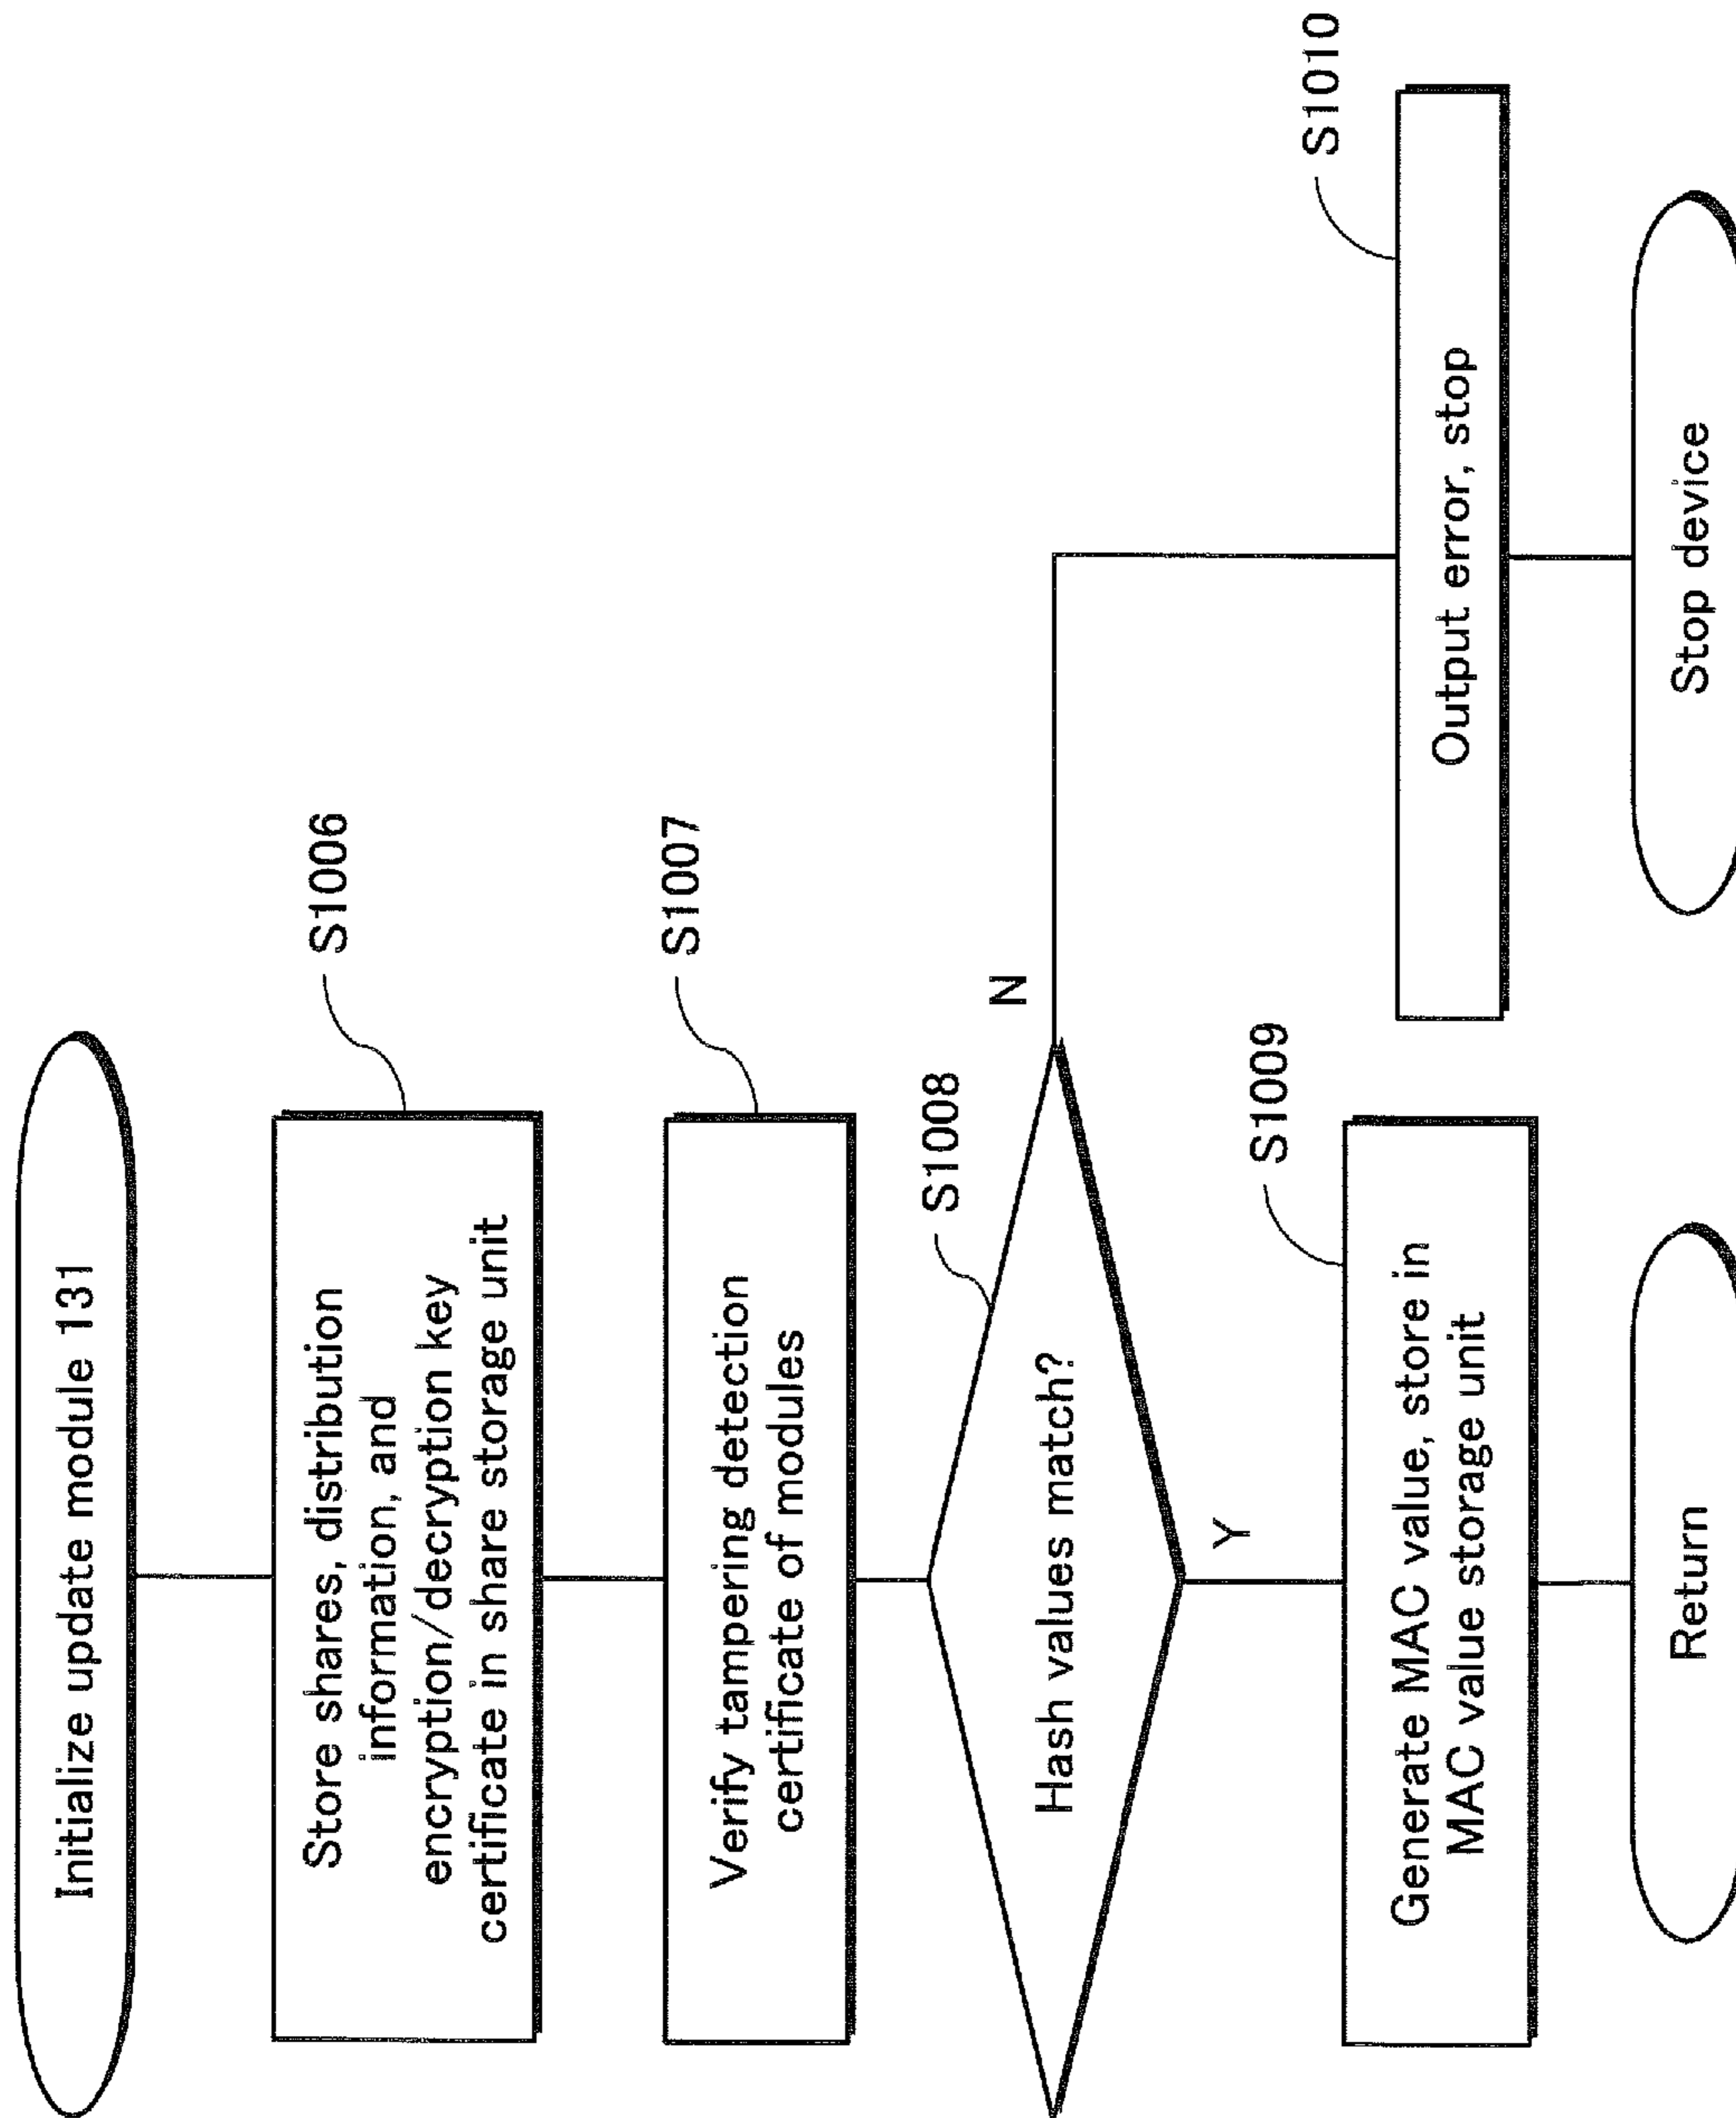 Initialize update module 131
S1006
Store shares, distribution
information, and
encryption/decryption key
certificate in share storage unit
S1007
Verify tampering detection
certificate of modules
S1008
Hash values match?
N
Y
S1009
Generate MAC value, store in
MAC value storage unit
S1010
Output error, stop
Return
Stop device